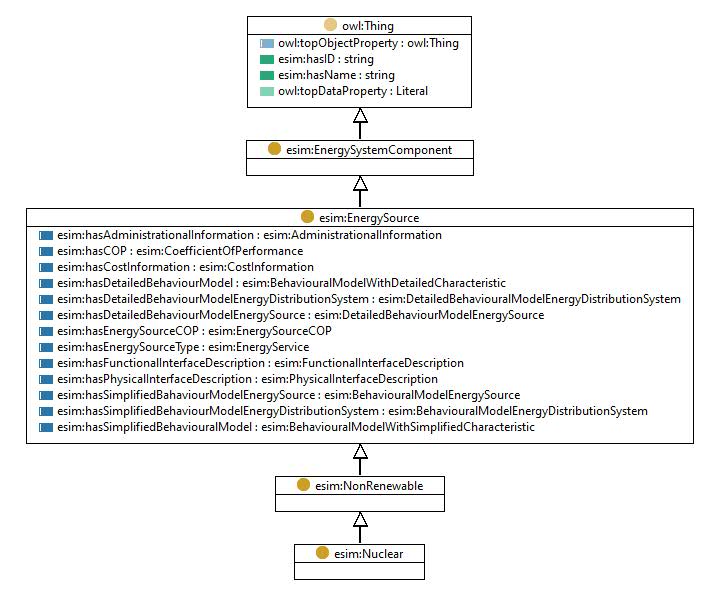 owl:Thing
owl:topObjectProperty : owl:Thing
esim:hasID : string
esim:hasName : string
owl:topDataProperty : Literal
esim:EnergySystemComponent
esim:EnergySource
esim:hasAdministrationalInformation : esim:AdministrationalInformation
esim:hasCOP : esim:CoefficientOfPerformance
esim:hasCostInformation : esim:CostInformation
esim:hasDetailedBehaviourModel : esim:BehaviouralModelWithDetailedCharacteristic
esim:hasDetailedBehaviourModelEnergyDistributionSystem : esim:DetailedBehaviouralModelEnergyDistributionSystem
esim:hasDetailedBehaviourModelEnergySource : esim:DetailedBehaviourModelEnergySource
esim:hasEnergySourceCOP : esim:EnergySourceCOP
esim:hasEnergySourceType : esim:EnergyService
esim:hasFunctionalInterfaceDescription : esim:FunctionalInterfaceDescription
esim:hasPhysicalInterfaceDescription : esim:PhysicalInterfaceDescription
esim:hasSimplifiedBahaviourModelEnergySource : esim:BehaviouralModelEnergySource
esim:hasSimplifiedBehaviourModelEnergyDistributionSystem : esim:BehaviouralModelEnergyDistributionSystem
esim:hasSimplifiedBehaviouralModel : esim:BehaviouralModelWithSimplifiedCharacteristic
esim:NonRenewable
esim:Nuclear